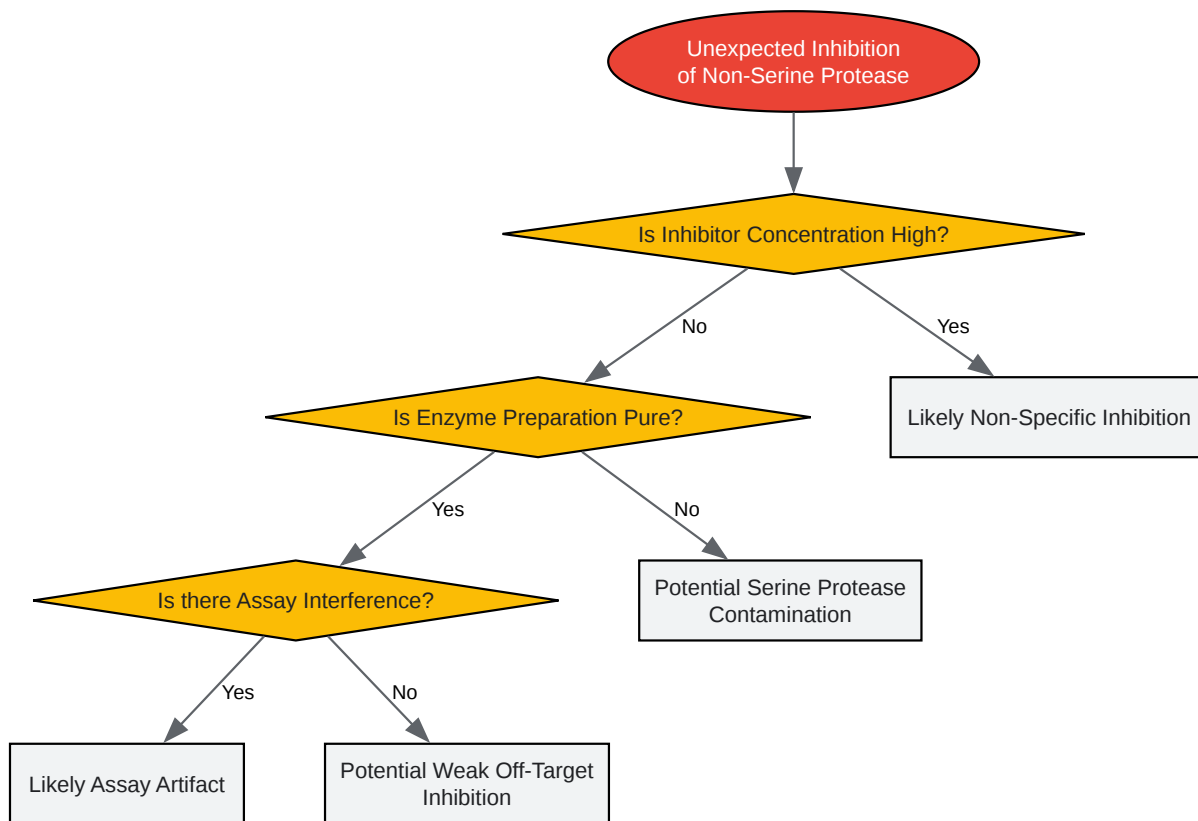 Unexpected Inhibition
of Non-Serine Protease
Is Inhibitor Concentration High?
No
Yes
Is Enzyme Preparation Pure?
Likely Non-Specific Inhibition
Yes
No
Is there Assay Interference?
Potential Serine Protease
Contamination
Yes
No
Likely Assay Artifact
Potential Weak Off-Target
Inhibition